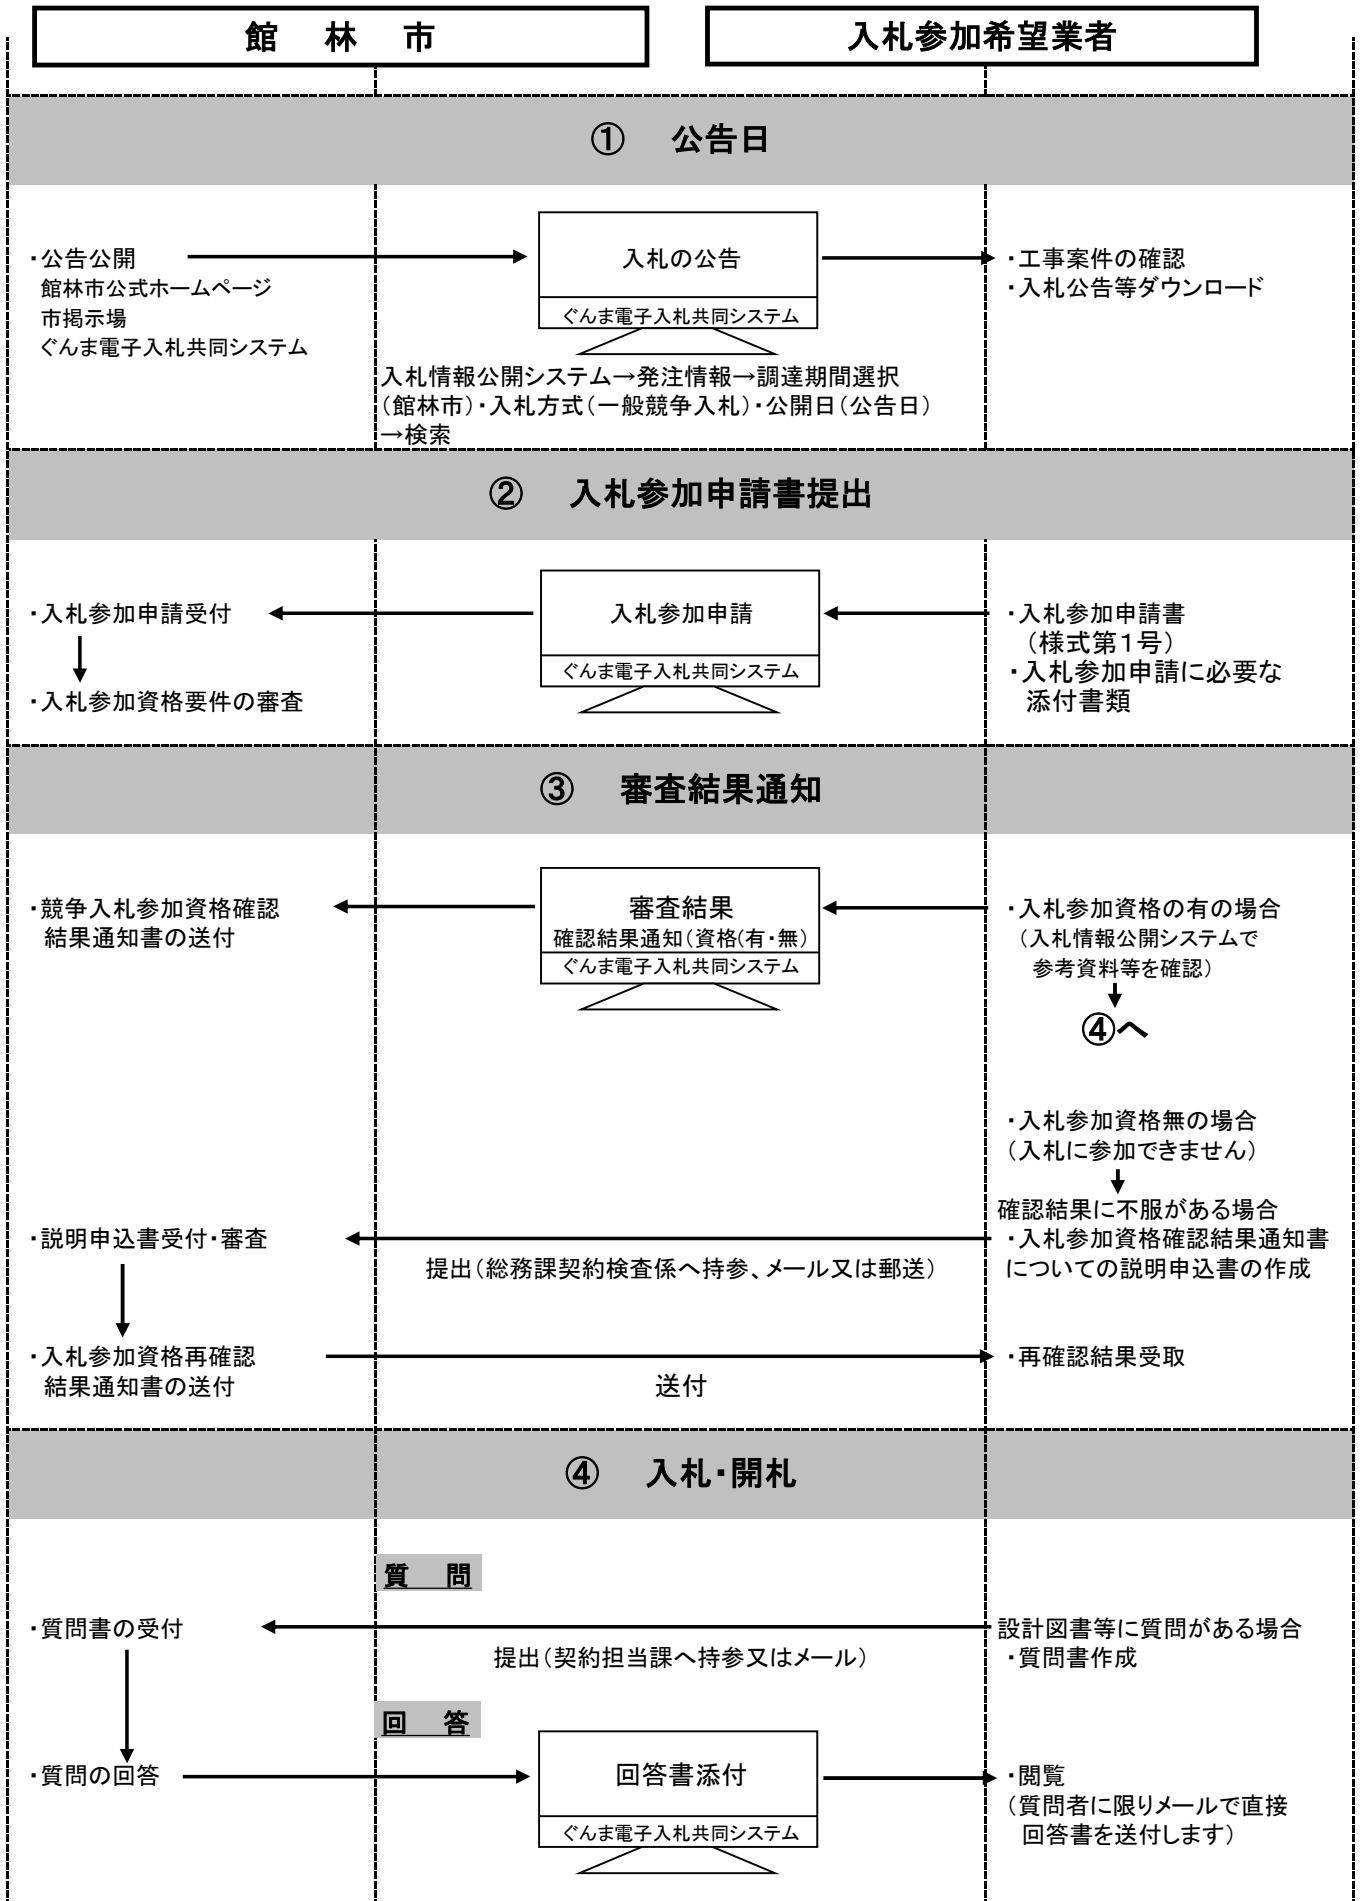 館　林　市
入札参加希望業者
①　公告日
・公告公開
館林市公式ホームページ
市掲示場
ぐんま電子入札共同システム
入札の公告
ぐんま電子入札共同システム
・工事案件の確認
・入札公告等ダウンロード
入札情報公開システム→発注情報→調達期間選択
(館林市)・入札方式(一般競争入札)・公開日(公告日)
→検索
②　入札参加申請書提出
・入札参加申請受付
・入札参加資格要件の審査
入札参加申請
ぐんま電子入札共同システム
・入札参加申請書
（様式第１号）
・入札参加申請に必要な
添付書類
③　審査結果通知
・競争入札参加資格確認
結果通知書の送付
審査結果
確認結果通知(資格(有・無)
ぐんま電子入札共同システム
・入札参加資格の有の場合
（入札情報公開システムで
参考資料等を確認）
④へ
・入札参加資格無の場合
（入札に参加できません）
確認結果に不服がある場合
・入札参加資格確認結果通知書
についての説明申込書の作成
・説明申込書受付・審査
提出(総務課契約検査係へ持参、メール又は郵送)
・入札参加資格再確認
結果通知書の送付
送付
・再確認結果受取
④　入札・開札
質　問
・質問書の受付
提出(契約担当課へ持参又はメール)
設計図書等に質問がある場合
・質問書作成
回　答
・質問の回答
回答書添付
ぐんま電子入札共同システム
・閲覧
（質問者に限りメールで直接
回答書を送付します）